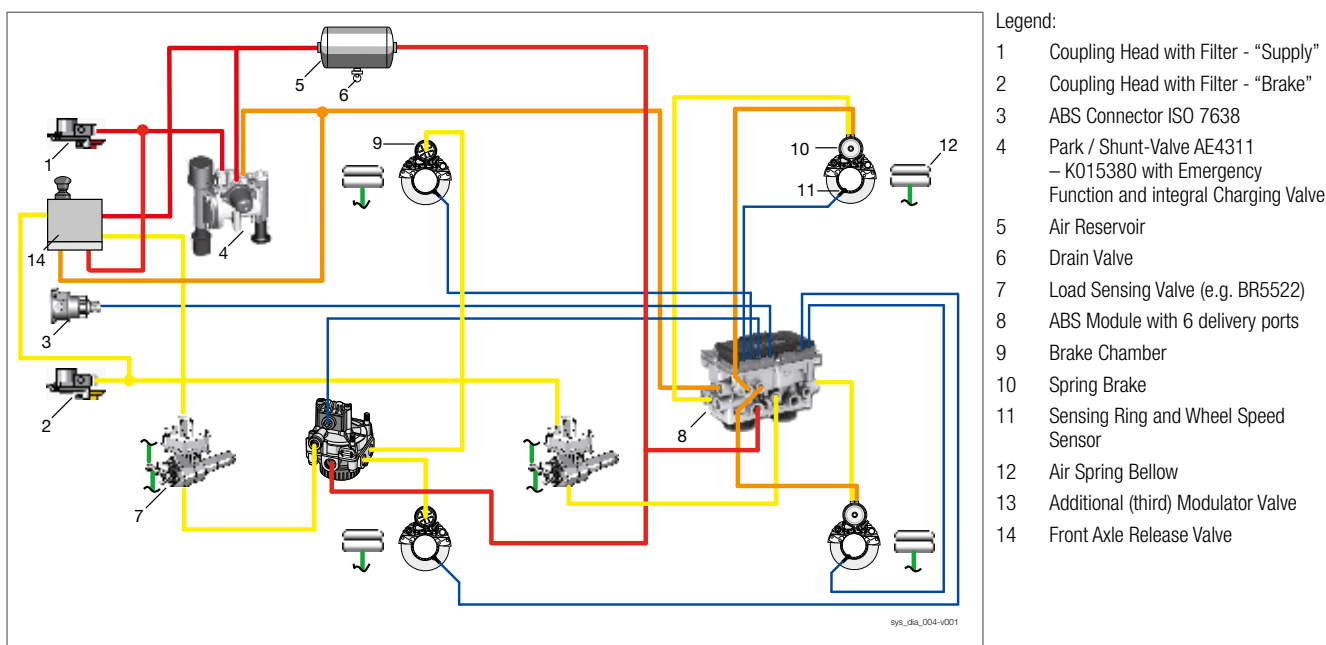 5
6
1
9
10
12
11
4
14
3
2
8
7
sys_dia_004-v001
Legend:
1 Coupling Head with Filter - “Supply”
2 Coupling Head with Filter - “Brake”
3 ABS Connector ISO 7638
4 Park / Shunt-Valve AE4311
– K015380 with Emergency
Function and integral Charging Valve
5 Air Reservoir
6 Drain Valve
7 Load Sensing Valve (e.g. BR5522)
8 ABS Module with 6 delivery ports
9 Brake Chamber
10 Spring Brake
11 Sensing Ring and Wheel Speed
Sensor
12 Air Spring Bellow
13 Additional (third) Modulator Valve
14 Front Axle Release Valve